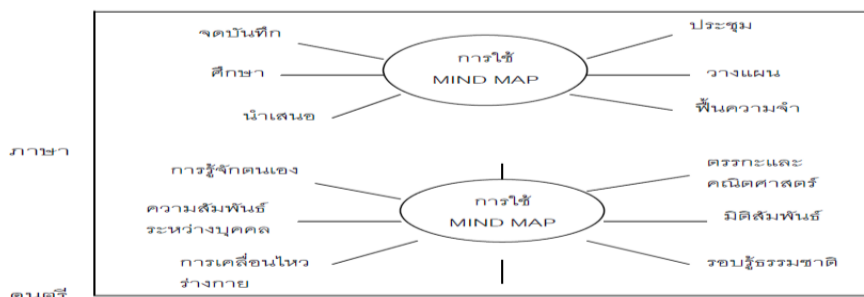 จดบันทึก
ศึกษา
นำเสนอ
การใช้
MIND MAP
ประชุม
วางแผน
ฟื้นความจำ
ภาษา
การรู้จักตนเอง
ความสัมพันธ์
ระหว่างบุคคล
การเคลื่อนไหว
ร่างกาย
การใช้
MIND MAP
ตรรกะและ
คณิตศาสตร์
มิติสัมพันธ์
รอบรู้ธรรมชาติ
ดนตรี